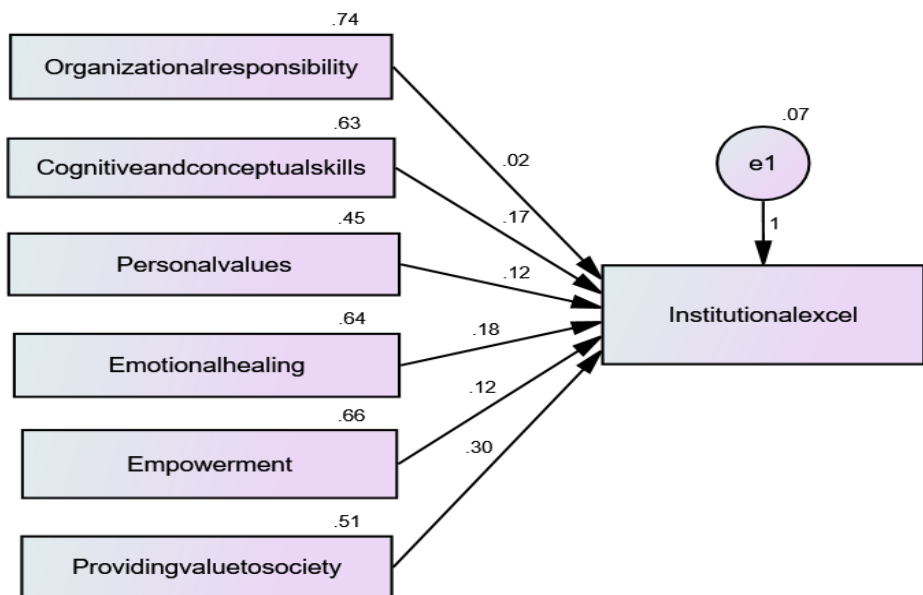 .74
Organizationalresponsibility
.07
.63
.02
e1
Cognitiveandconceptualskills
.17
1
.45
Personalvalues
.12
Institutionalexcel
.64
.18
Emotionalhealing
.12
.66
.30
Empowerment
.51
Providingvaluetosociety